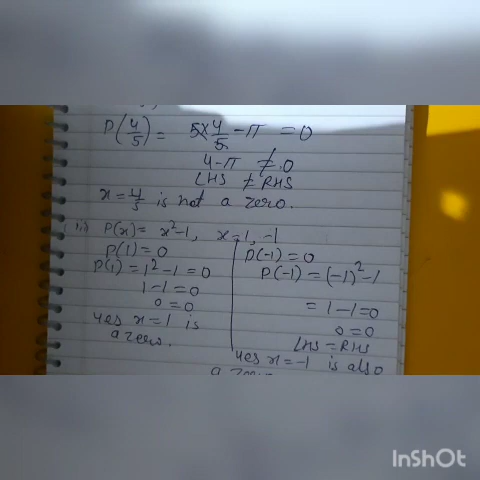 P(4/5) = 5×4/5 - π = 0
4-π ≠ 0
LHS ≠ RHS
x = 4/5 is not a zero.
P(x) = x²-1, x=1, -1
P(1) = 0
P(1) = 1²-1 = 0
1-1=0
0=0
Yes x=1 is
a zero.
P(-1) = 0
P(-1) = (-1)²-1
= 1-1=0
0=0
LHS = RHS
Yes x=-1 is also
InShOt